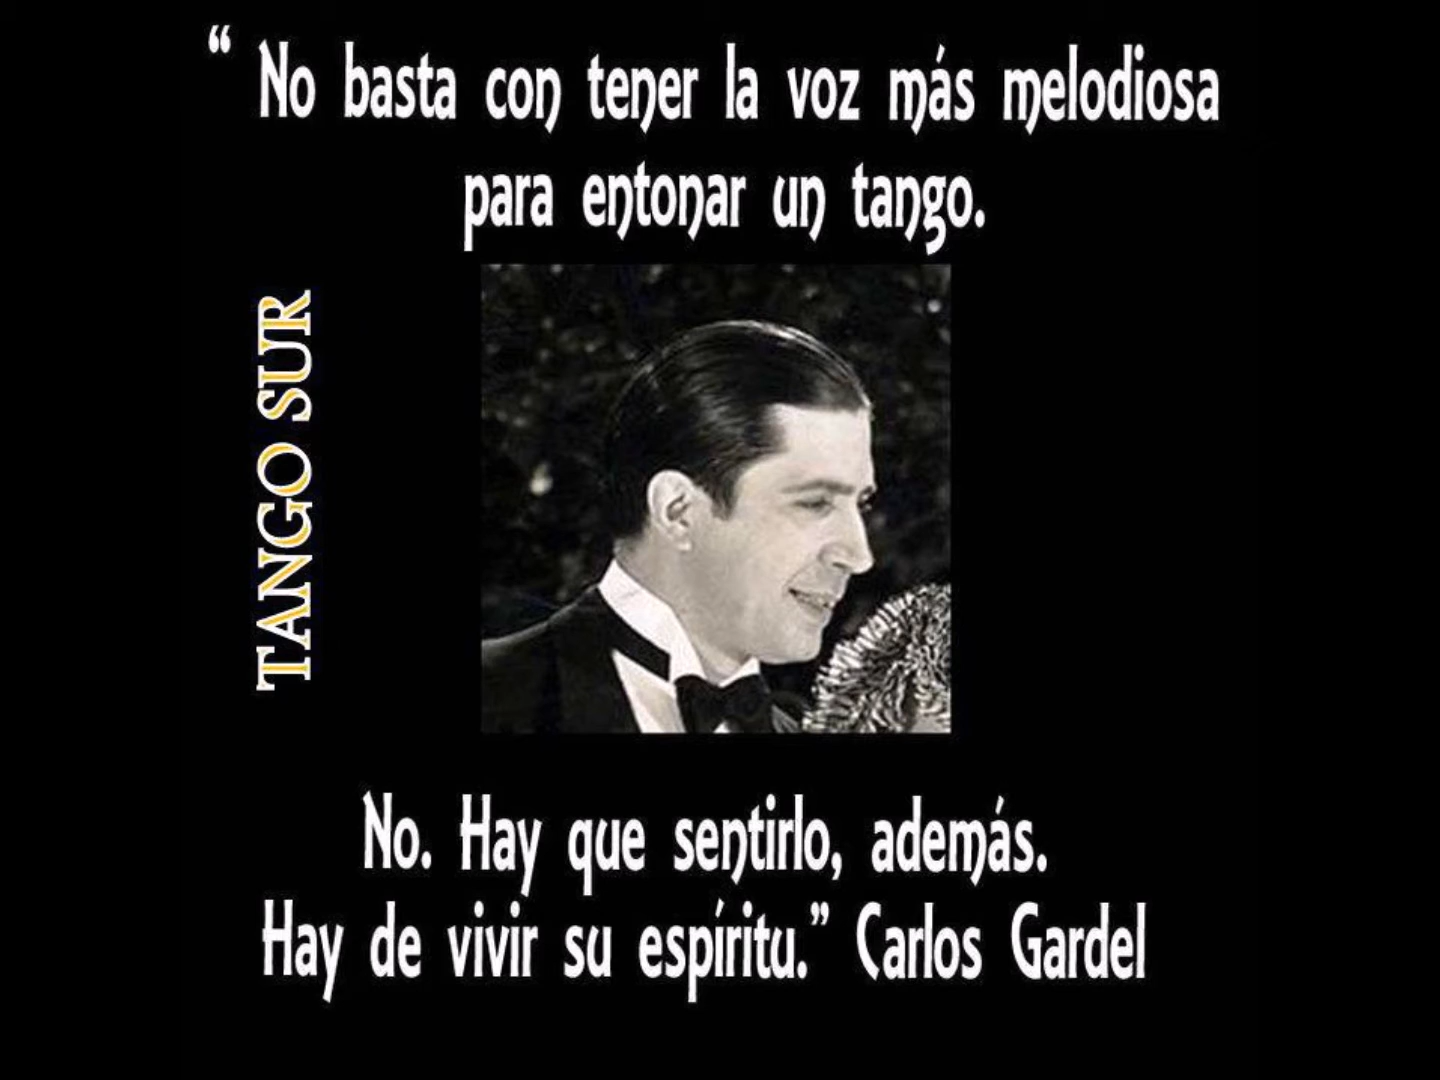 “ No basta con tener la voz más melodiosa
para entonar un tango.
TANGO SUR
No. Hay que sentirlo, además.
Hay de vivir su espíritu.” Carlos Gardel